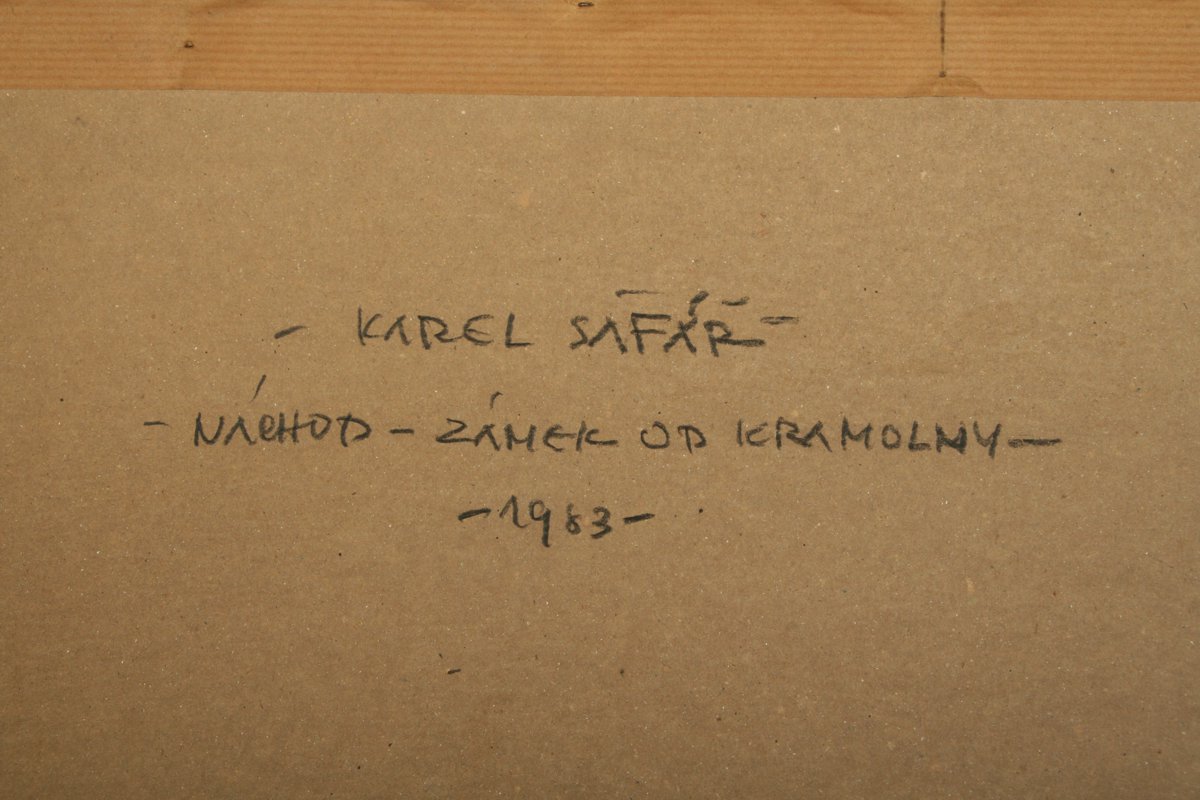 - KAREL ŠAFÁŘ -
- NÁCHOD - ZÁMEK OD KRAMOLNY -
- 1983 -